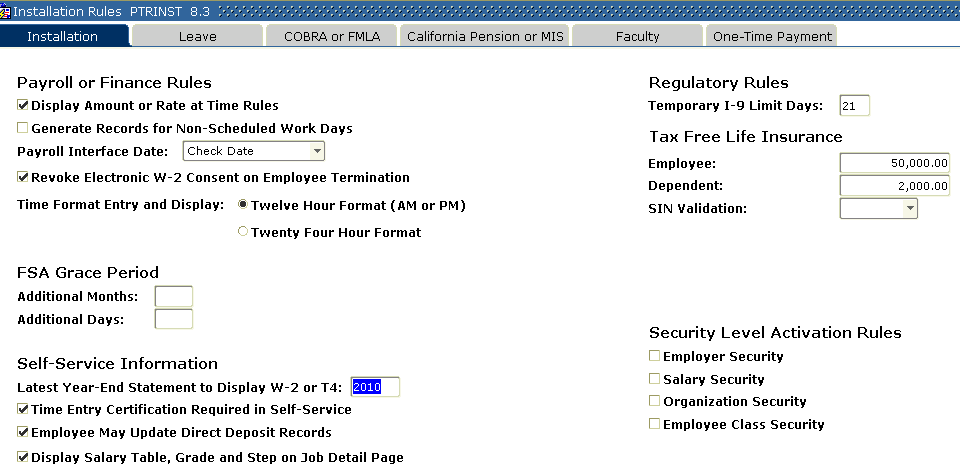 Installation Rules  PTRINST  8.3
Installation
Leave
COBRA or FMLA
California Pension or MIS
Faculty
One-Time Payment
Payroll or Finance Rules
Display Amount or Rate at Time Rules
Generate Records for Non-Scheduled Work Days
Payroll Interface Date: Check Date
Revoke Electronic W-2 Consent on Employee Termination
Time Format Entry and Display: Twelve Hour Format (AM or PM)
Twenty Four Hour Format
FSA Grace Period
Additional Months:
Additional Days:
Self-Service Information
Latest Year-End Statement to Display W-2 or T4: 2010
Time Entry Certification Required in Self-Service
Employee May Update Direct Deposit Records
Display Salary Table, Grade and Step on Job Detail Page
Regulatory Rules
Temporary I-9 Limit Days: 21
Tax Free Life Insurance
Employee: 50,000.00
Dependent: 2,000.00
SIN Validation:
Security Level Activation Rules
Employer Security
Salary Security
Organization Security
Employee Class Security